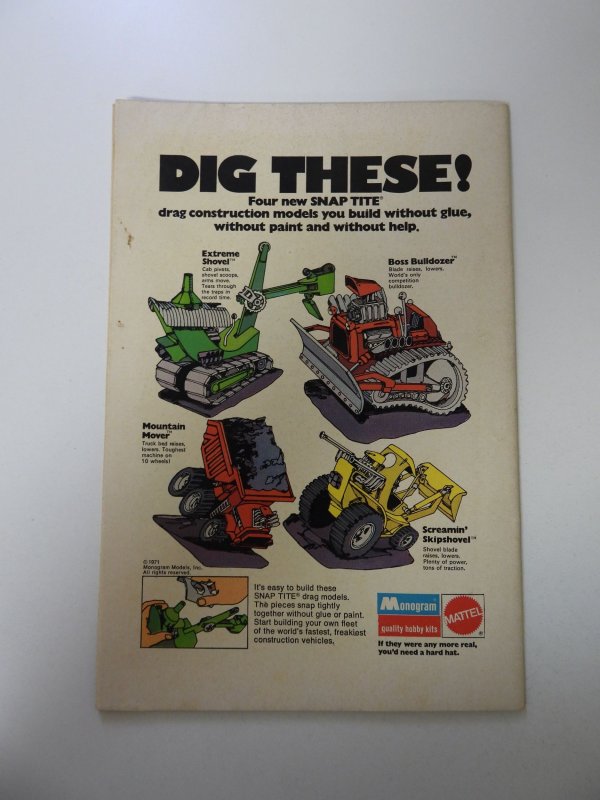 DIG THESE!
Four new SNAP TITE®
drag construction models you build without glue,
without paint and without help.
Extreme
Shovel™
Cab pivots,
shovel scoops,
arms move.
Tears through
the traps in
record time.
Boss Bulldozer™
Blade raises, lowers.
World's only
competition
bulldozer.
Mountain
Mover™
Truck bed raises,
lowers. Toughest
machine on
10 wheels!
Screamin'
Skipshovel™
Shovel blade
raises, lowers.
Plenty of power,
tons of traction.
© 1971
Monogram Models, Inc.
All rights reserved.
It's easy to build these
SNAP TITE® drag models.
The pieces snap tightly
together without glue or paint.
Start building your own fleet
of the world's fastest, freakiest
construction vehicles.
Monogram
quality hobby kits
MATTEL
®
If they were any more real,
you'd need a hard hat.